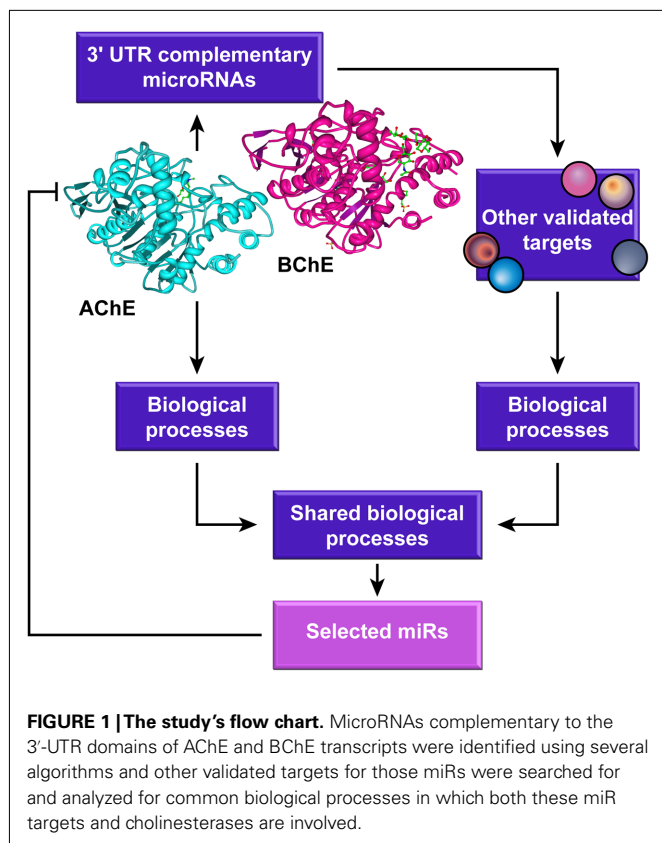 3' UTR complementary
microRNAs
BChE
AChE
Other validated
targets
Biological
processes
Biological
processes
Shared biological
processes
Selected miRs
FIGURE 1 | The study's flow chart. MicroRNAs complementary to the
3′-UTR domains of AChE and BChE transcripts were identified using several
algorithms and other validated targets for those miRs were searched for
and analyzed for common biological processes in which both these miR
targets and cholinesterases are involved.